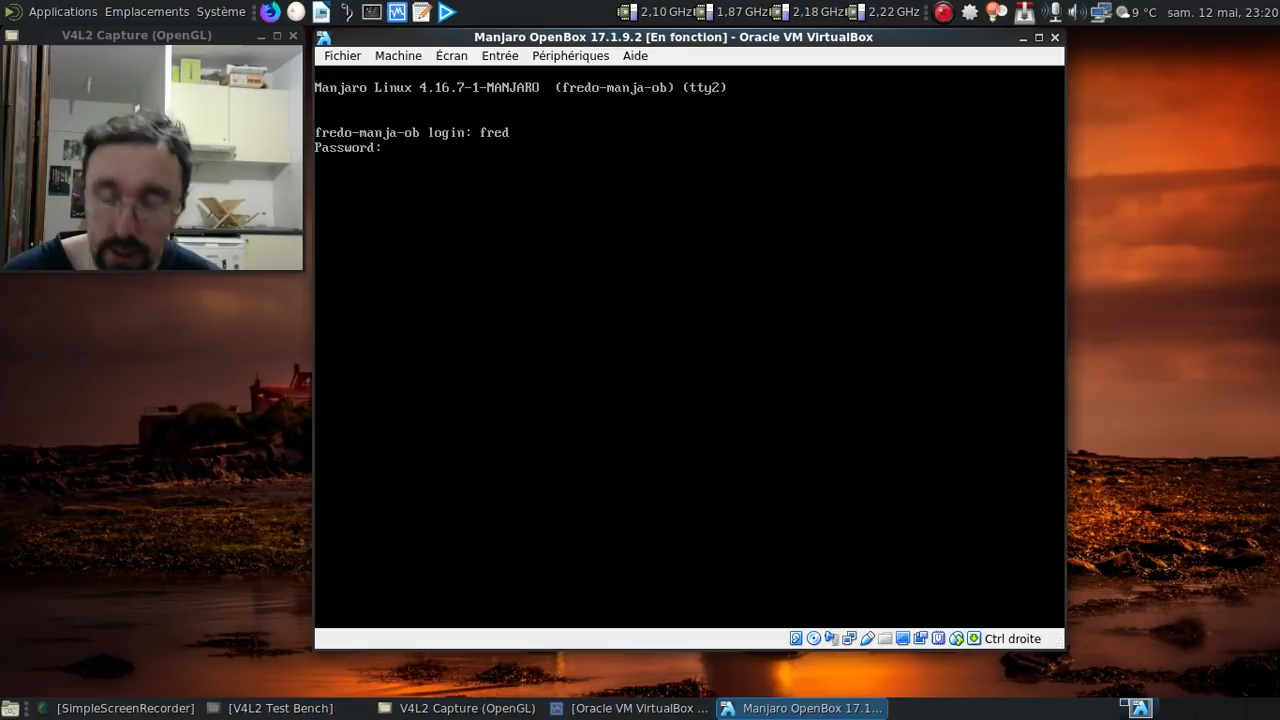 Applications Emplacements Système
2,10 GHz 1,87 GHz 2,18 GHz 2,22 GHz 9 °C sam. 12 mai, 23:20
V4L2 Capture (OpenGL)
Manjaro OpenBox 17.1.9.2 [En fonction] - Oracle VM VirtualBox
Fichier Machine Écran Entrée Périphériques Aide
Manjaro Linux 4.16.7-1-MANJARO (fredo-manja-ob) (tty2)
fredo-manja-ob login: fred
Password:
Ctrl droite
[SimpleScreenRecorder] [V4L2 Test Bench] V4L2 Capture (OpenGL) [Oracle VM VirtualBox ... Manjaro OpenBox 17.1...